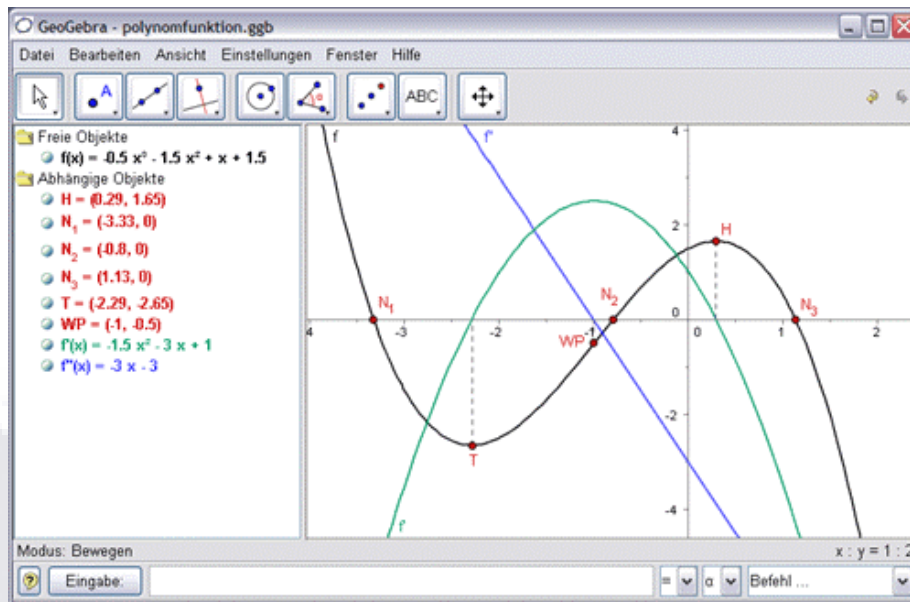 GeoGebra - polynomfunktion.ggb
Datei Bearbeiten Ansicht Einstellungen Fenster Hilfe
A α ABC
Freie Objekte
f(x) = -0.5 x³ - 1.5 x² + x + 1.5
Abhängige Objekte
H = (0.29, 1.65)
N₁ = (-3.33, 0)
N₂ = (-0.8, 0)
N₃ = (1.13, 0)
T = (-2.29, -2.65)
WP = (-1, -0.5)
f'(x) = -1.5 x² - 3 x + 1
f''(x) = -3 x - 3
f f'' 4
2 H
N₁ N₂ 0 N₃
4 -3 -2 -1 0 1 2
WP
-2
T
-4
f'
Modus: Bewegen x : y = 1 : 2
? Eingabe: = α Befehl ...